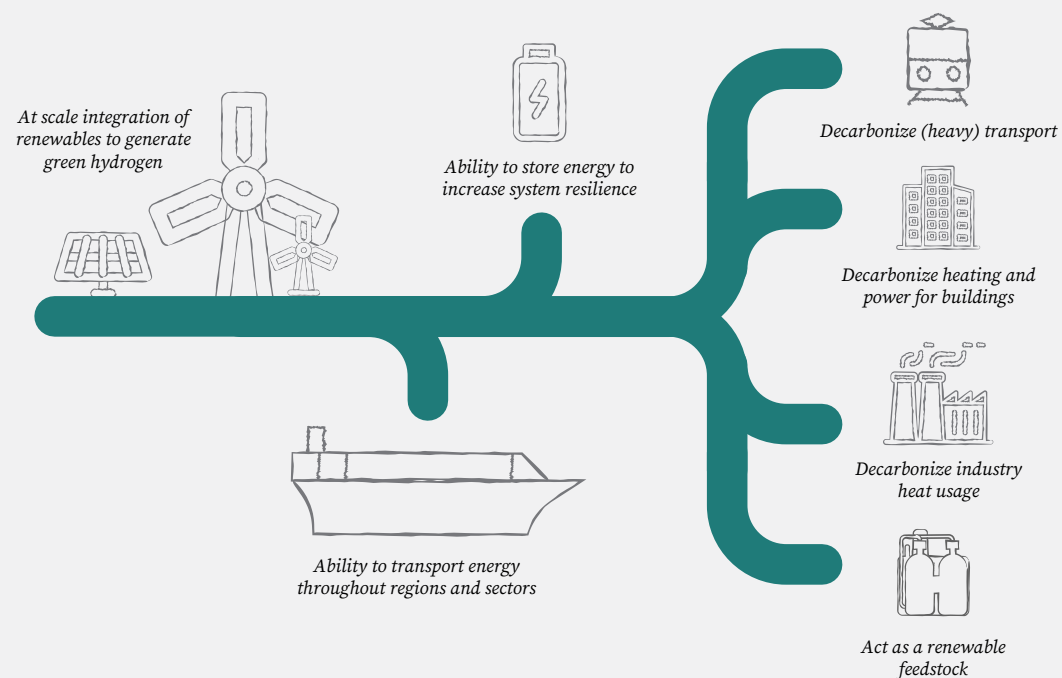 At scale integration of
renewables to generate
green hydrogen
Ability to store energy to
increase system resilience
Ability to transport energy
throughout regions and sectors
Decarbonize (heavy) transport
Decarbonize heating and
power for buildings
Decarbonize industry
heat usage
Act as a renewable
feedstock